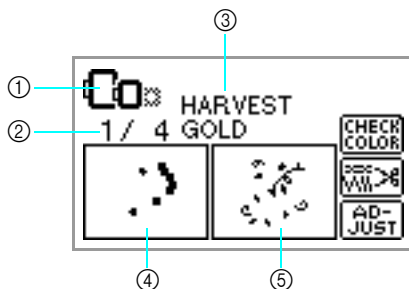 ③
①
HARVEST
② 1/ 4 GOLD
CHECK
COLOR
AD-
JUST
④ ⑤